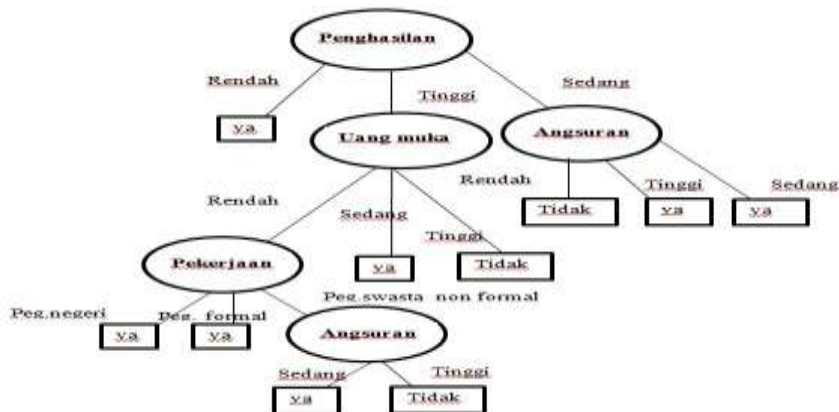 Penghasilan
Rendah
Tinggi
Sedang
ya
Uang muka
Angsuran
Rendah
Sedang
Tinggi
Rendah
Tinggi
Sedang
Tidak
ya
ya
Pekerjaan
ya
Tidak
Peg.negeri
Peg. formal
Peg.swasta non formal
ya
ya
Angsuran
Sedang
Tinggi
ya
Tidak